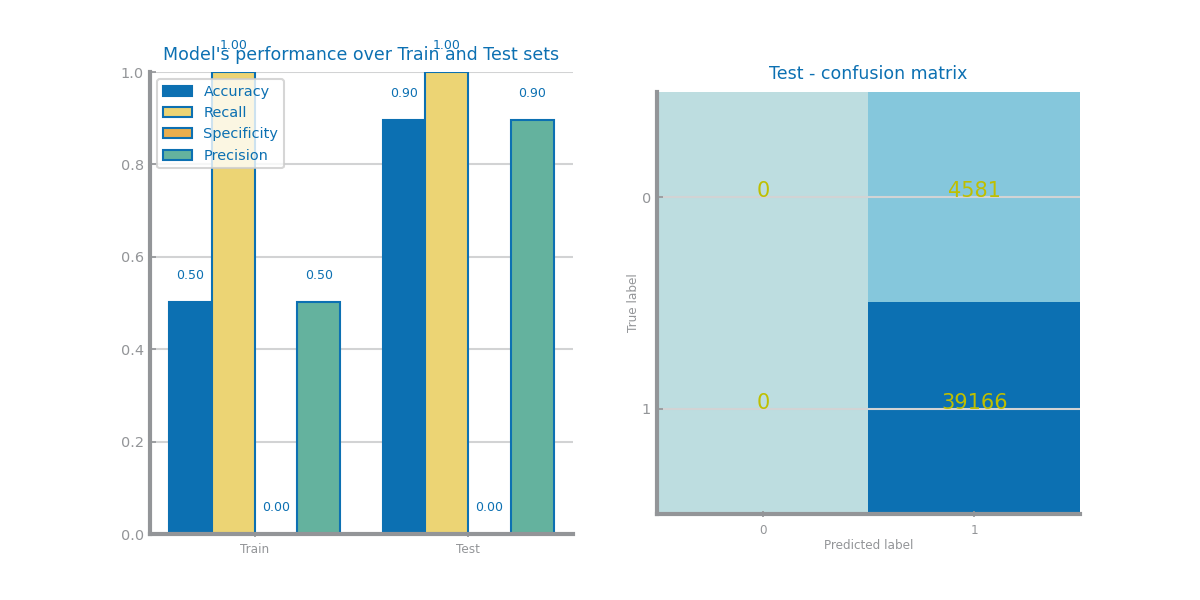 Model's performance over Train and Test sets
1.00
1.00
1.0
0.8
0.6
0.4
0.2
0.0
Accuracy
Recall
Specificity
Precision
0.50
0.00
0.50
0.90
0.00
0.90
Train
Test
Test - confusion matrix
True label
0
1
0
4581
0
39166
0
1
Predicted label